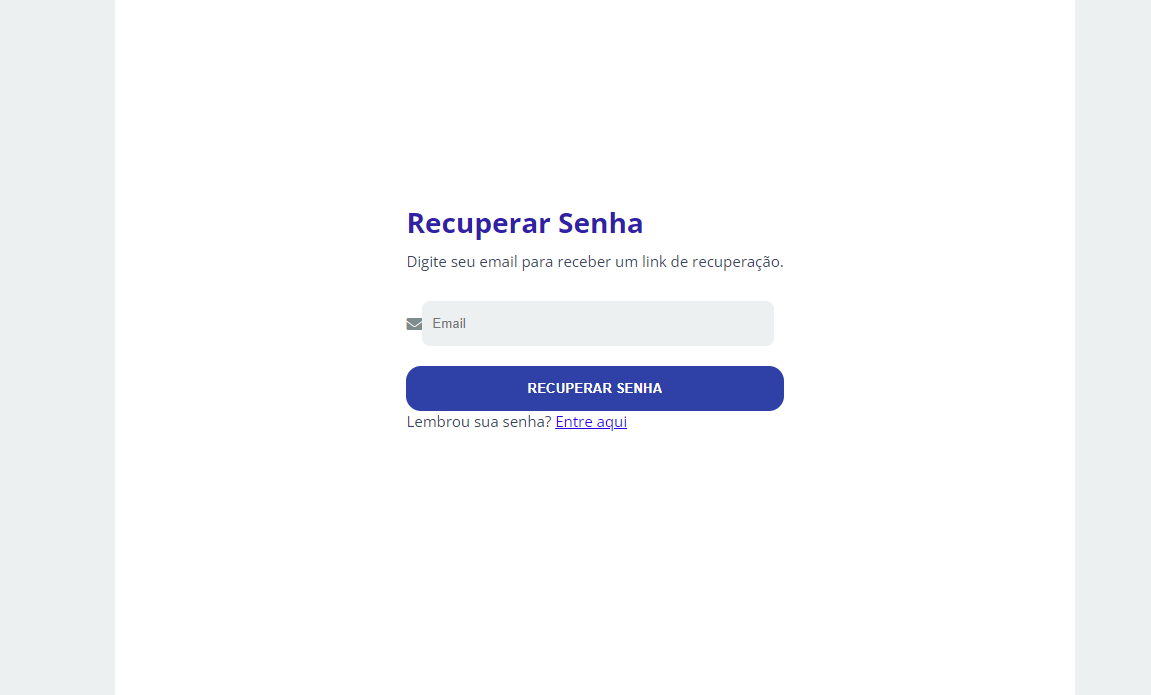 Recuperar Senha
Digite seu email para receber um link de recuperação.
Email
RECUPERAR SENHA
Lembrou sua senha? Entre aqui